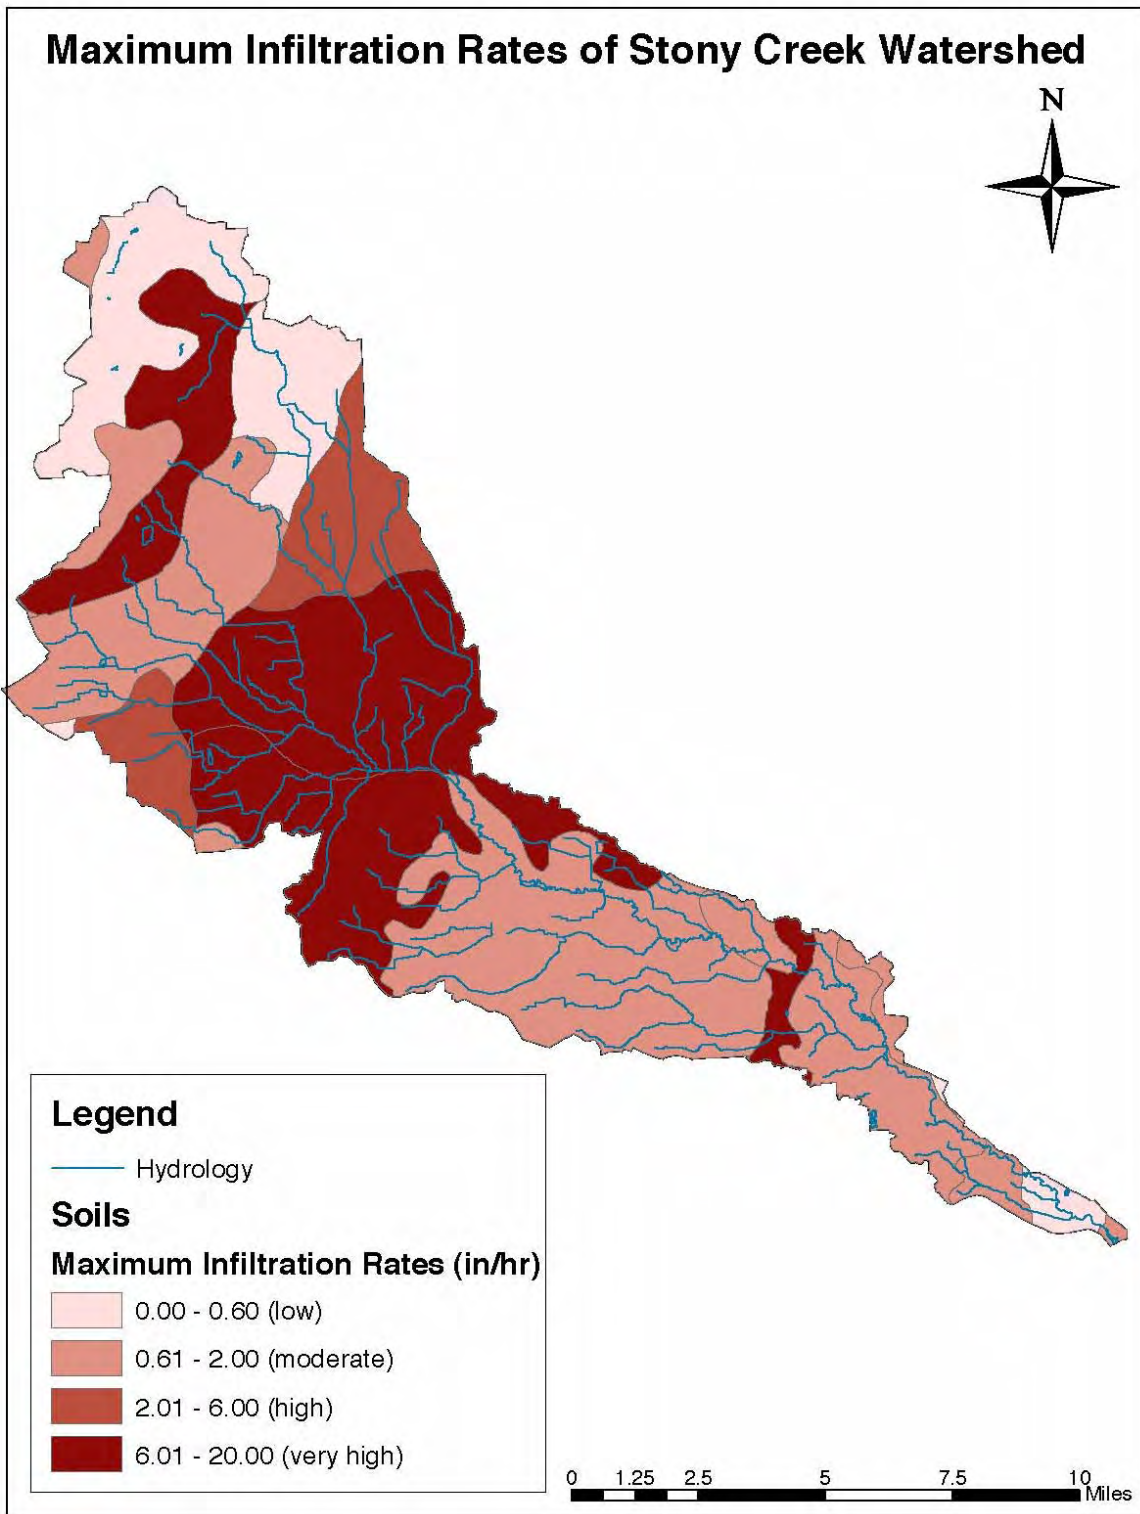 Maximum Infiltration Rates of Stony Creek Watershed
N
Legend
Hydrology
Soils
Maximum Infiltration Rates (in/hr)
0.00 - 0.60 (low)
0.61 - 2.00 (moderate)
2.01 - 6.00 (high)
6.01 - 20.00 (very high)
0 1.25 2.5 5 7.5 10
Miles